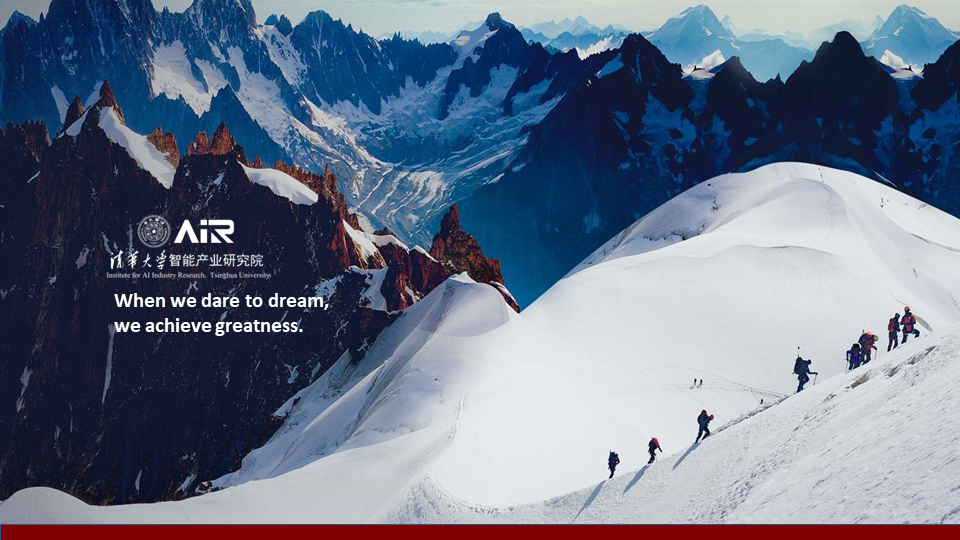 AIR
清华大学智能产业研究院
Institute for AI Industry Research, Tsinghua University
When we dare to dream,
we achieve greatness.